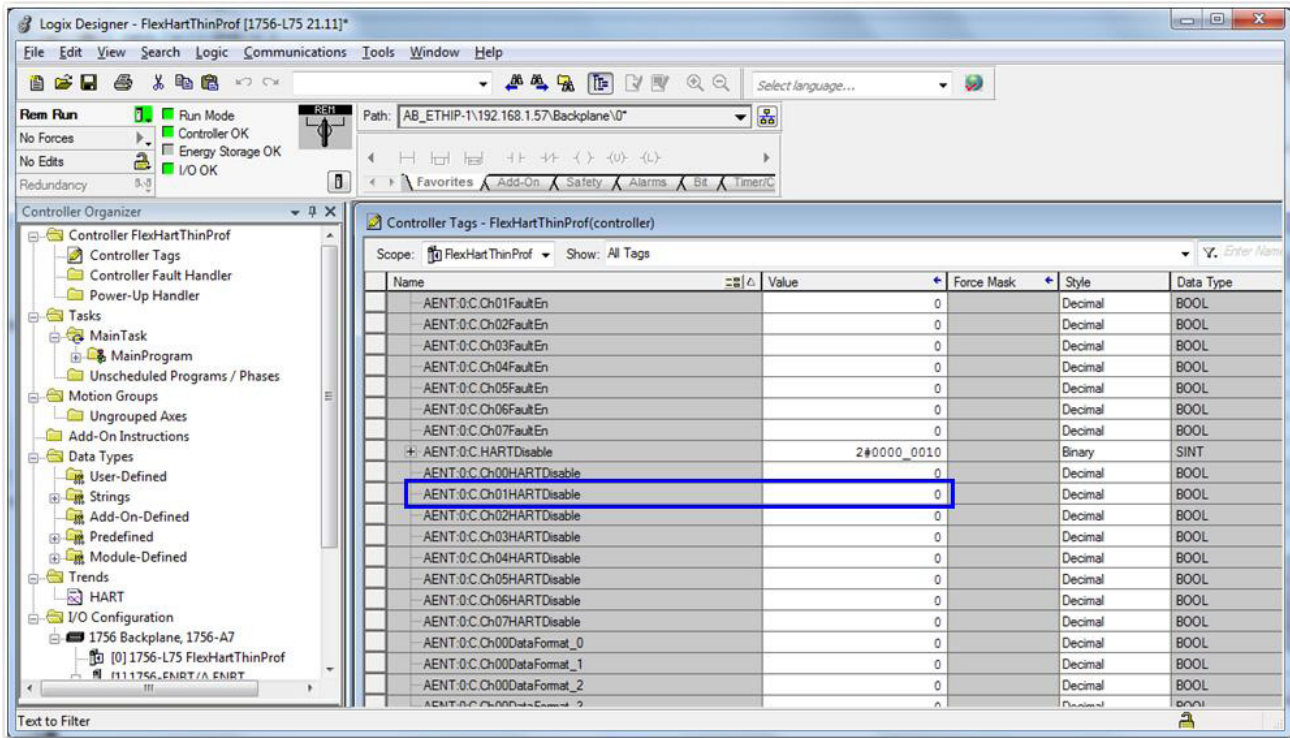 Logix Designer - FlexHartThinProf [1756-L75 21.11]*
File Edit View Search Logic Communications Tools Window Help
Select language...
Rem Run
Run Mode
REM
No Forces
Controller OK
No Edits
Energy Storage OK
Redundancy
I/O OK
Path: AB_ETHIP-1\192.168.1.57\Backplane\0*
Favorites Add-On Safety Alarms Bit Timer/C
Controller Organizer
Controller FlexHartThinProf
Controller Tags
Controller Fault Handler
Power-Up Handler
Tasks
MainTask
MainProgram
Unscheduled Programs / Phases
Motion Groups
Ungrouped Axes
Add-On Instructions
Data Types
User-Defined
Strings
Add-On-Defined
Predefined
Module-Defined
Trends
HART
I/O Configuration
1756 Backplane, 1756-A7
[0] 1756-L75 FlexHartThinProf
Controller Tags - FlexHartThinProf(controller)
Scope: FlexHartThinProf Show: All Tags Enter Name
Name Value Force Mask Style Data Type
AENT:0:C.Ch01FaultEn 0 Decimal BOOL
AENT:0:C.Ch02FaultEn 0 Decimal BOOL
AENT:0:C.Ch03FaultEn 0 Decimal BOOL
AENT:0:C.Ch04FaultEn 0 Decimal BOOL
AENT:0:C.Ch05FaultEn 0 Decimal BOOL
AENT:0:C.Ch06FaultEn 0 Decimal BOOL
AENT:0:C.Ch07FaultEn 0 Decimal BOOL
AENT:0:C.HARTDisable 2#0000_0010 Binary SINT
AENT:0:C.Ch00HARTDisable 0 Decimal BOOL
AENT:0:C.Ch01HARTDisable 0 Decimal BOOL
AENT:0:C.Ch02HARTDisable 0 Decimal BOOL
AENT:0:C.Ch03HARTDisable 0 Decimal BOOL
AENT:0:C.Ch04HARTDisable 0 Decimal BOOL
AENT:0:C.Ch05HARTDisable 0 Decimal BOOL
AENT:0:C.Ch06HARTDisable 0 Decimal BOOL
AENT:0:C.Ch07HARTDisable 0 Decimal BOOL
AENT:0:C.Ch00DataFormat_0 0 Decimal BOOL
AENT:0:C.Ch00DataFormat_1 0 Decimal BOOL
AENT:0:C.Ch00DataFormat_2 0 Decimal BOOL
Text to Filter